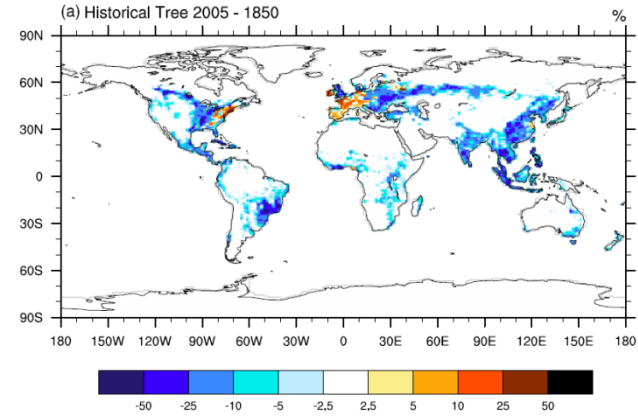 (a) Historical Tree 2005 - 1850 %
90N
60N
30N
0
30S
60S
90S
180 150W 120W 90W 60W 30W 0 30E 60E 90E 120E 150E 180
-50 -25 -10 -5 -2,5 2,5 5 10 25 50